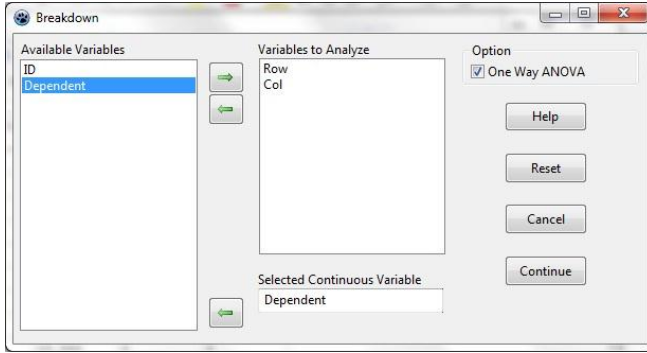 Breakdown
Available Variables
ID
Dependent
Variables to Analyze
Row
Col
Selected Continuous Variable
Dependent
Option
One Way ANOVA
Help
Reset
Cancel
Continue